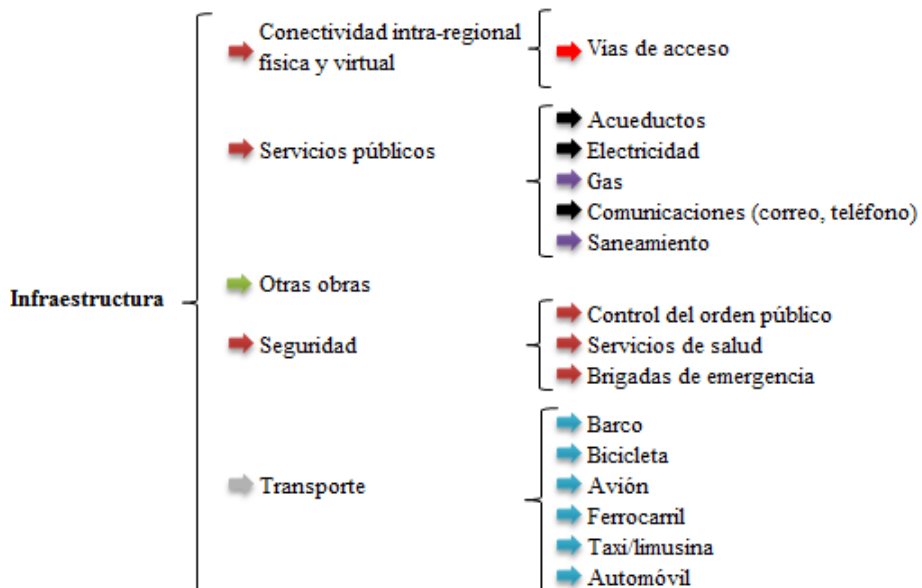 Conectividad intra-regional
física y virtual
Vías de acceso
Servicios públicos
Acueductos
Electricidad
Gas
Comunicaciones (correo, teléfono)
Saneamiento
Infraestructura
Otras obras
Seguridad
Control del orden público
Servicios de salud
Brigadas de emergencia
Transporte
Barco
Bicicleta
Avión
Ferrocarril
Taxi/limusina
Automóvil